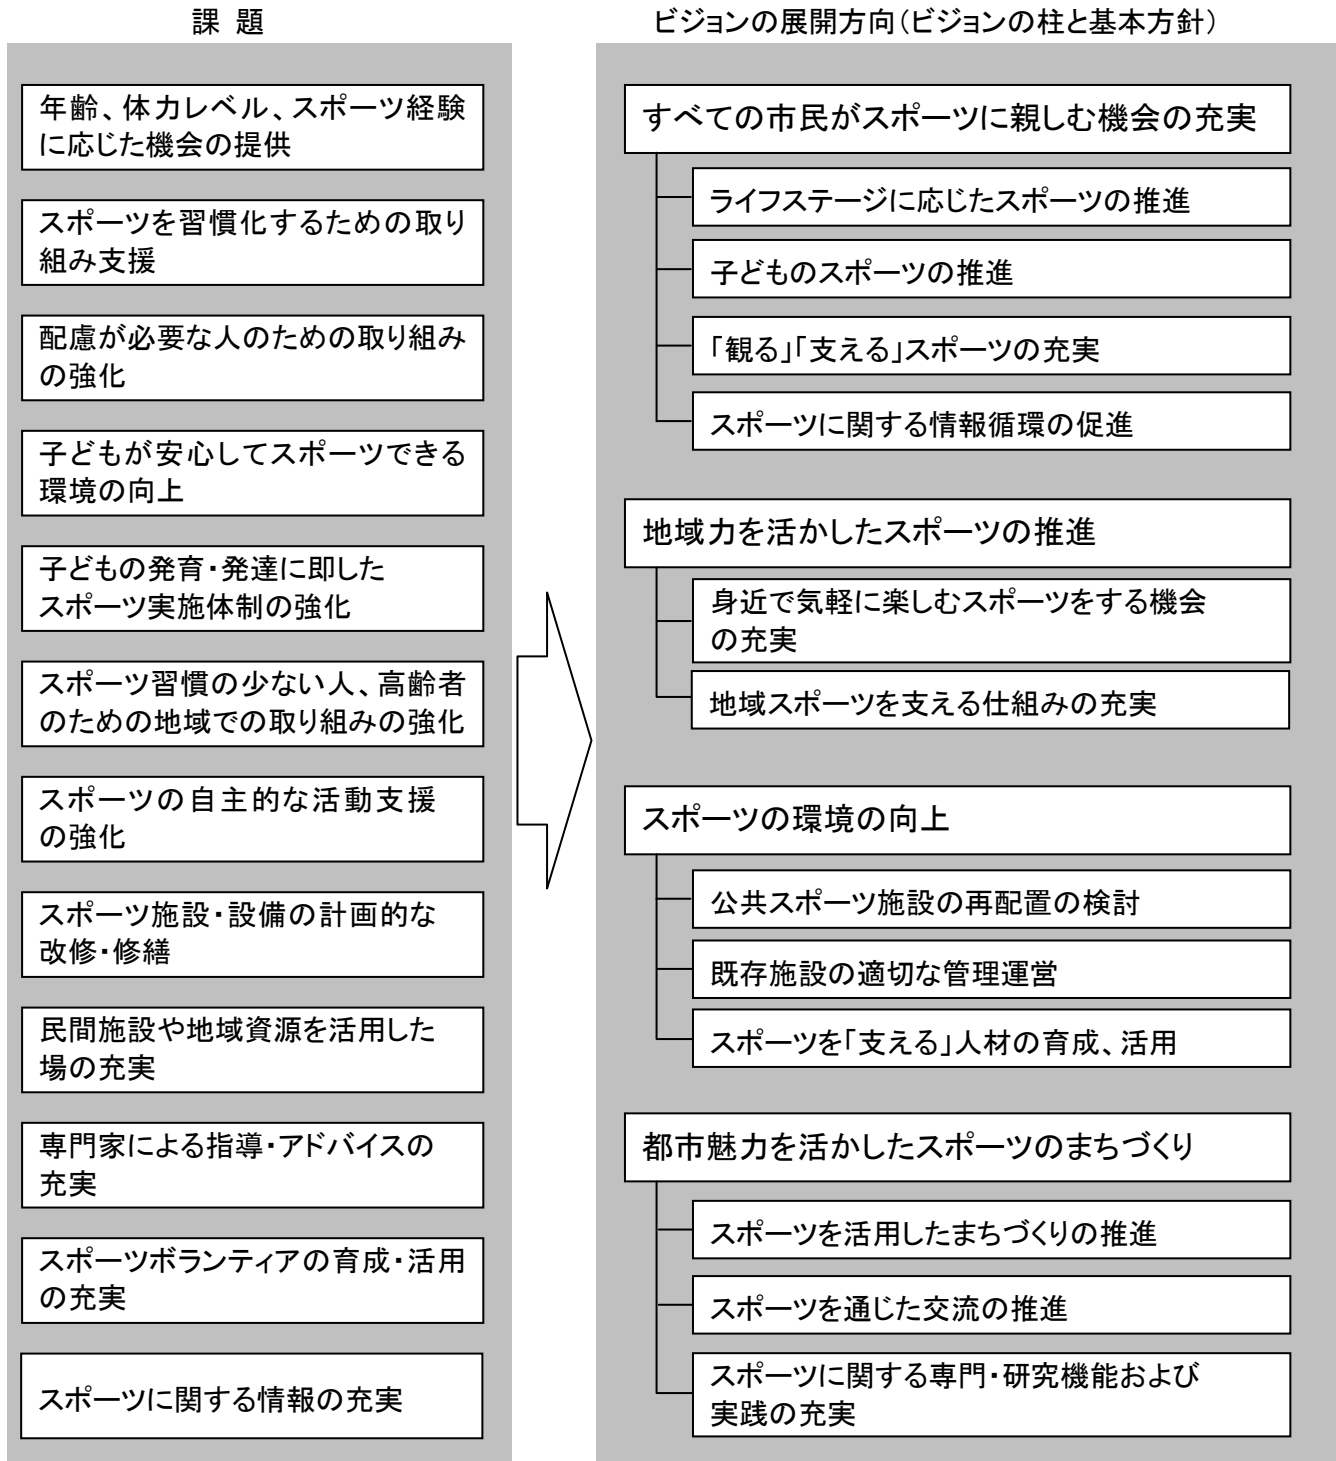 課 題
年齢、体力レベル、スポーツ経験
に応じた機会の提供
スポーツを習慣化するための取り
組み支援
配慮が必要な人のための取り組み
の強化
子どもが安心してスポーツできる
環境の向上
子どもの発育・発達に即した
スポーツ実施体制の強化
スポーツ習慣の少ない人、高齢者
のための地域での取り組みの強化
スポーツの自主的な活動支援
の強化
スポーツ施設・設備の計画的な
改修・修繕
民間施設や地域資源を活用した
場の充実
専門家による指導・アドバイスの
充実
スポーツボランティアの育成・活用
の充実
スポーツに関する情報の充実
ビジョンの展開方向(ビジョンの柱と基本方針)
すべての市民がスポーツに親しむ機会の充実
ライフステージに応じたスポーツの推進
子どものスポーツの推進
「観る」「支える」スポーツの充実
スポーツに関する情報循環の促進
地域力を活かしたスポーツの推進
身近で気軽に楽しむスポーツをする機会
の充実
地域スポーツを支える仕組みの充実
スポーツの環境の向上
公共スポーツ施設の再配置の検討
既存施設の適切な管理運営
スポーツを「支える」人材の育成、活用
都市魅力を活かしたスポーツのまちづくり
スポーツを活用したまちづくりの推進
スポーツを通じた交流の推進
スポーツに関する専門・研究機能および
実践の充実